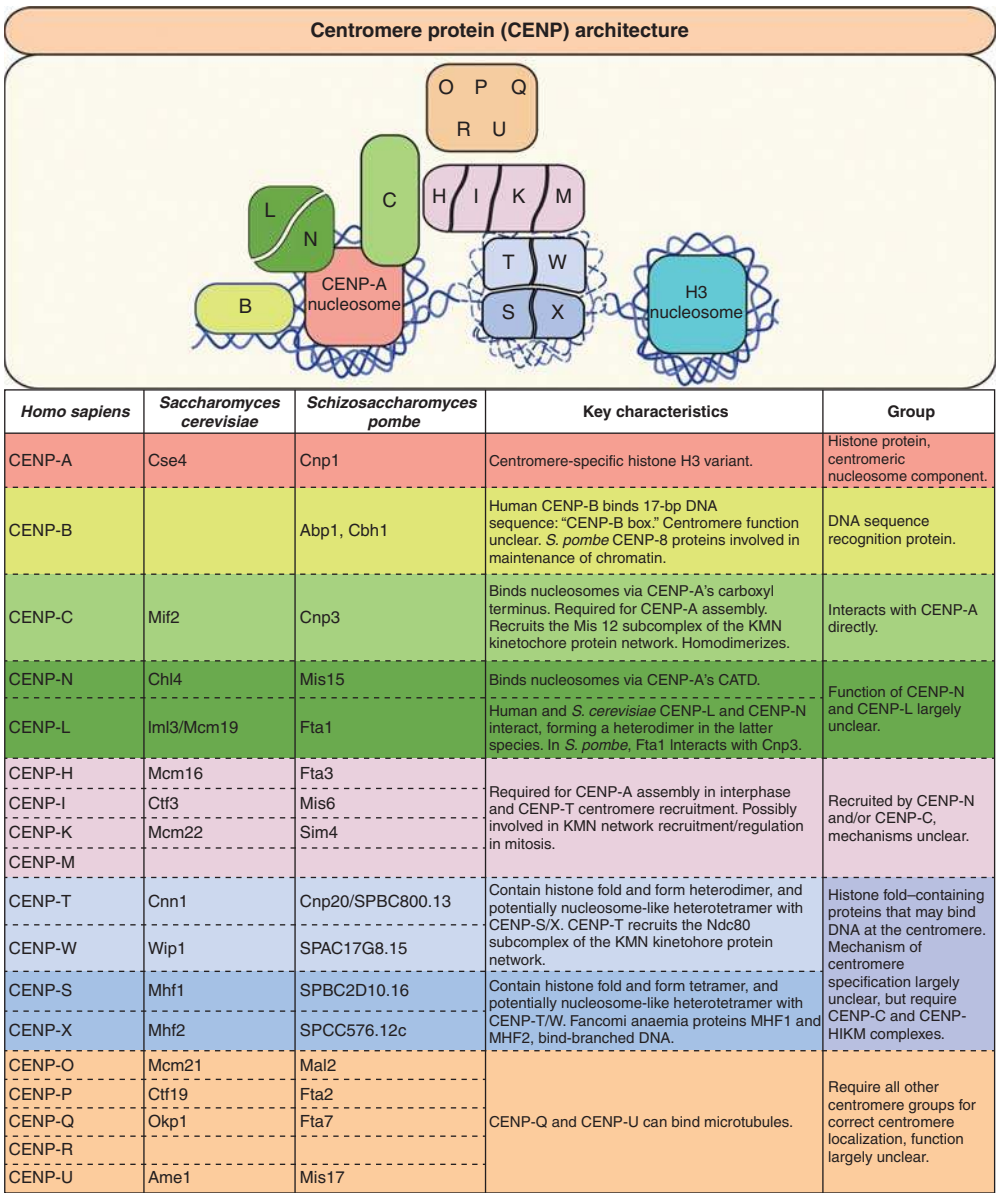 Centromere protein (CENP) architecture
O P Q
R U
C
H I K M
L
N
T W
CENP-A
nucleosome
B
S X
H3
nucleosome
Homo sapiens
Saccharomyces
cerevisiae
Schizosaccharomyces
pombe
Key characteristics
Group
CENP-A
Cse4
Cnp1
Centromere-specific histone H3 variant.
Histone protein,
centromeric
nucleosome component.
CENP-B
Abp1, Cbh1
Human CENP-B binds 17-bp DNA
sequence: “CENP-B box.” Centromere function
unclear. S. pombe CENP-8 proteins involved in
maintenance of chromatin.
DNA sequence
recognition protein.
CENP-C
Mif2
Cnp3
Binds nucleosomes via CENP-A’s carboxyl
terminus. Required for CENP-A assembly.
Recruits the Mis 12 subcomplex of the KMN
kinetochore protein network. Homodimerizes.
Interacts with CENP-A
directly.
CENP-N
Chl4
Mis15
Binds nucleosomes via CENP-A’s CATD.
Function of CENP-N
and CENP-L largely
unclear.
CENP-L
Iml3/Mcm19
Fta1
Human and S. cerevisiae CENP-L and CENP-N
interact, forming a heterodimer in the latter
species. In S. pombe, Fta1 Interacts with Cnp3.
CENP-H
Mcm16
Fta3
CENP-I
Ctf3
Mis6
CENP-K
Mcm22
Sim4
CENP-M
Required for CENP-A assembly in interphase
and CENP-T centromere recruitment. Possibly
involved in KMN network recruitment/regulation
in mitosis.
Recruited by CENP-N
and/or CENP-C,
mechanisms unclear.
CENP-T
Cnn1
Cnp20/SPBC800.13
CENP-W
Wip1
SPAC17G8.15
Contain histone fold and form heterodimer, and
potentially nucleosome-like heterotetramer with
CENP-S/X. CENP-T recruits the Ndc80
subcomplex of the KMN kinetohore protein
network.
Histone fold–containing
proteins that may bind
DNA at the centromere.
Mechanism of
centromere
specification largely
unclear, but require
CENP-C and CENP-
HIKM complexes.
CENP-S
Mhf1
SPBC2D10.16
CENP-X
Mhf2
SPCC576.12c
Contain histone fold and form tetramer, and
potentially nucleosome-like heterotetramer with
CENP-T/W. Fancomi anaemia proteins MHF1 and
MHF2, bind-branched DNA.
CENP-O
Mcm21
Mal2
CENP-P
Ctf19
Fta2
CENP-Q
Okp1
Fta7
CENP-R
CENP-U
Ame1
Mis17
CENP-Q and CENP-U can bind microtubules.
Require all other
centromere groups for
correct centromere
localization, function
largely unclear.